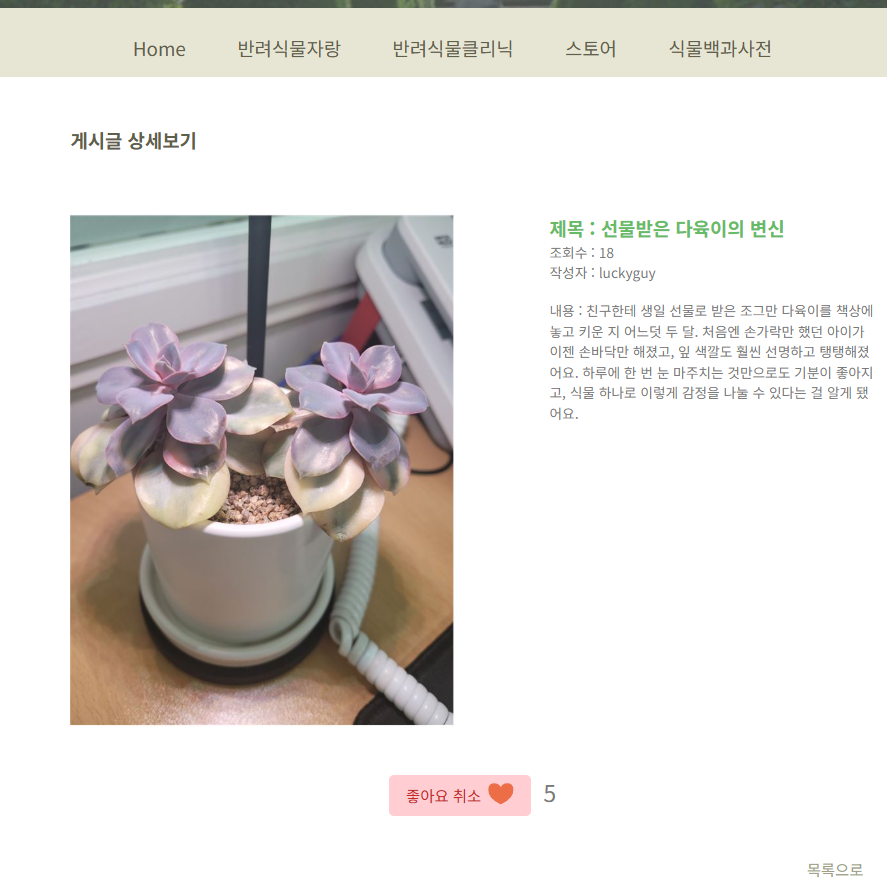 Home 반려식물자랑 반려식물클리닉 스토어 식물백과사전
게시글 상세보기
제목 : 선물받은 다육이의 변신
조회수 : 18
작성자 : luckyguy
내용 : 친구한테 생일 선물로 받은 조그만 다육이를 책상에
놓고 키운 지 어느덧 두 달. 처음엔 손가락만 했던 아이가
이젠 손바닥만 해졌고, 잎 색깔도 훨씬 선명하고 탱탱해졌
어요. 하루에 한 번 눈 마주치는 것만으로도 기분이 좋아지
고, 식물 하나로 이렇게 감정을 나눌 수 있다는 걸 알게 됐
어요.
좋아요 취소 5
목록으로